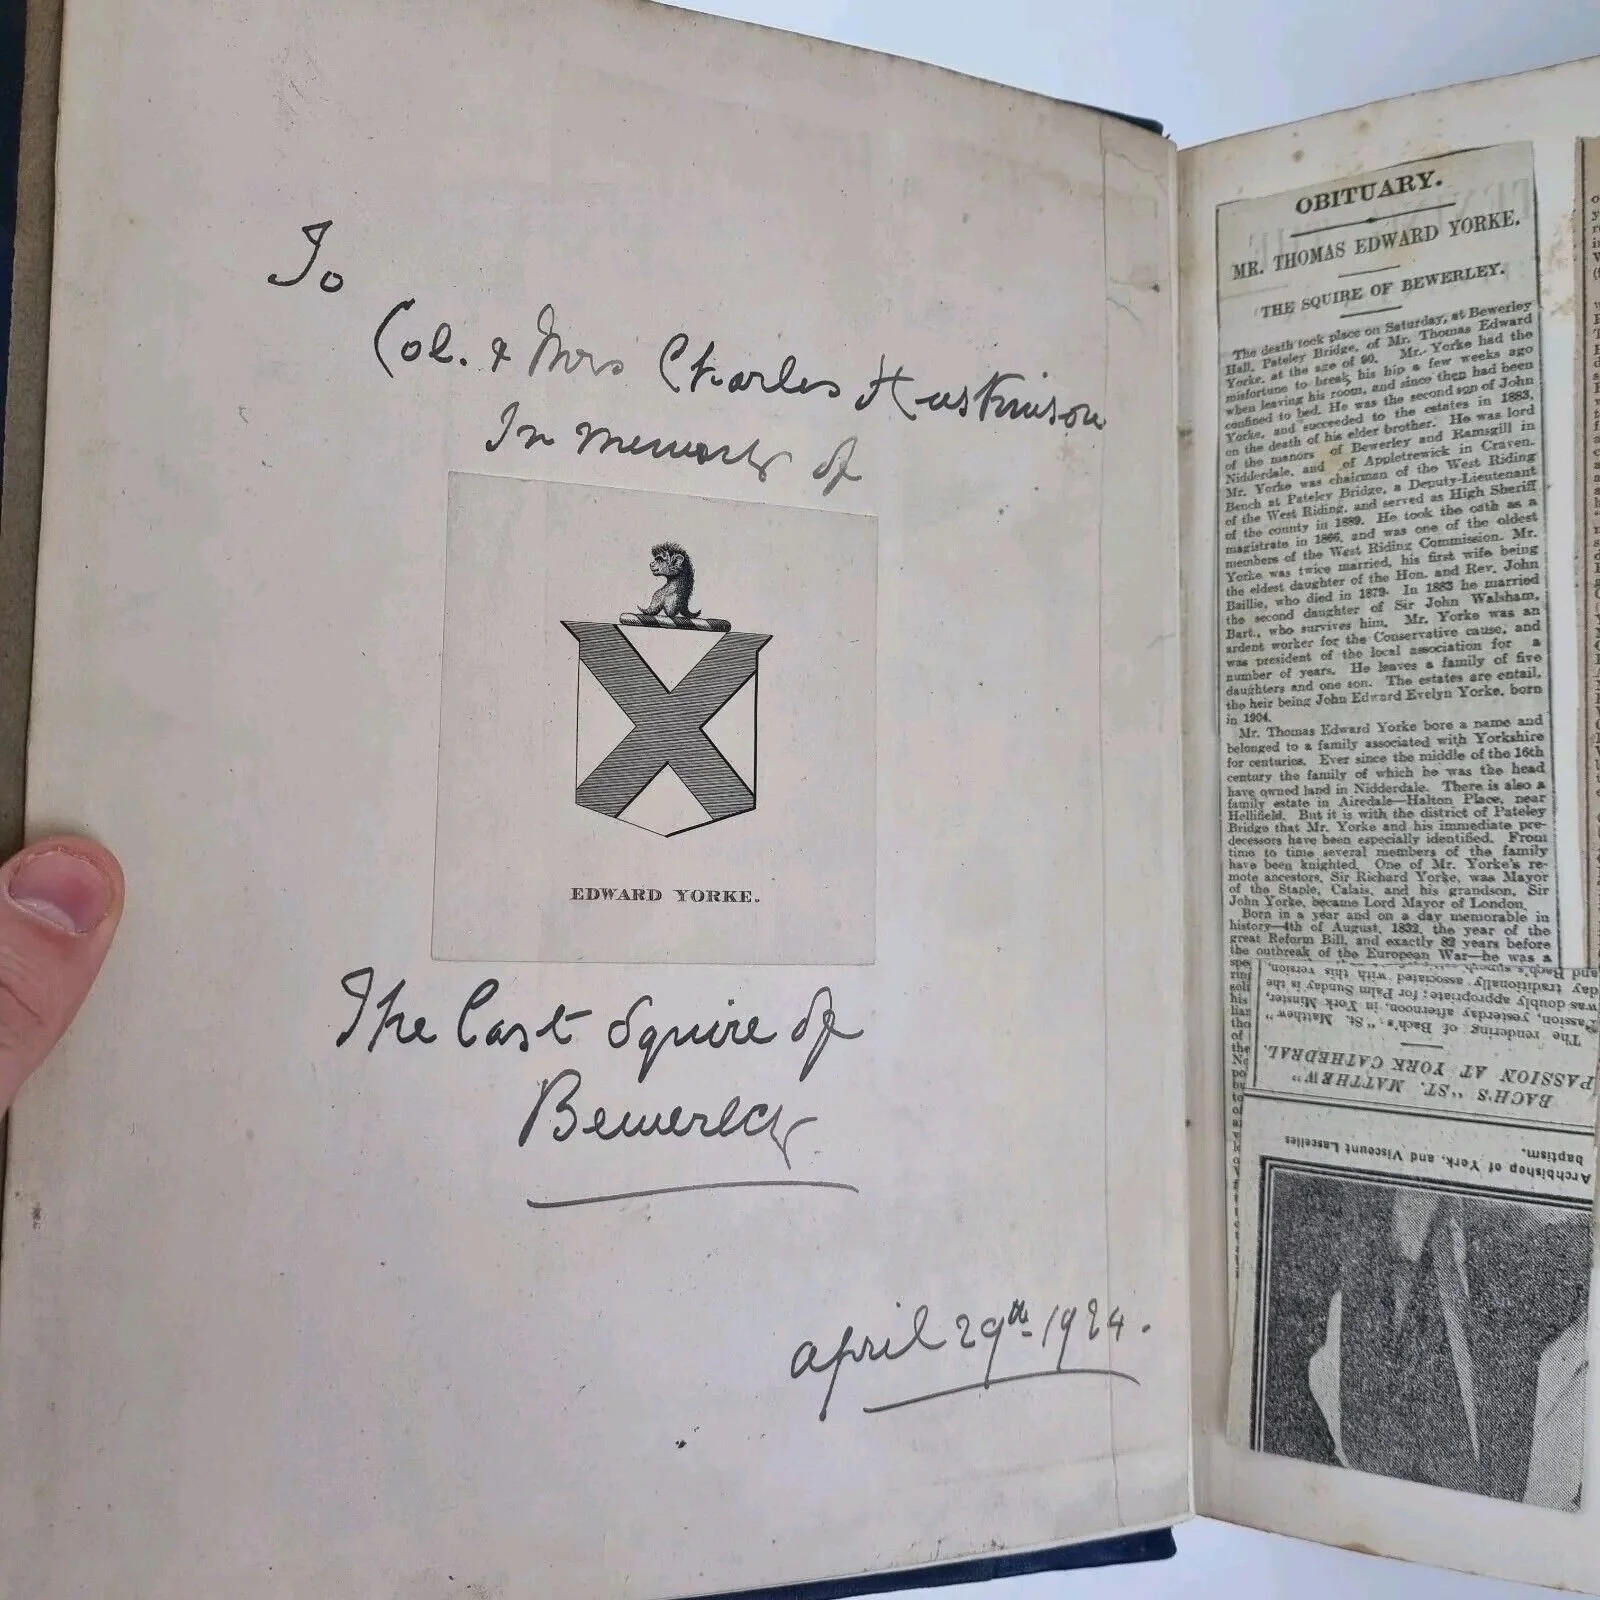 To
Col. & Mrs Charles Huskinson
In memory of
EDWARD YORKE.
The Last Squire of
Bewerley
April 29th 1924.
OBITUARY.
MR. THOMAS EDWARD YORKE.
THE SQUIRE OF BEWERLEY.
The death took place on Saturday, at Bewerley
Hall, Pateley Bridge, of Mr. Thomas Edward
Yorke, at the age of 90. Mr. Yorke had the
misfortune to break his hip a few weeks ago
when leaving his room, and since then had been
confined to bed. He was the second son of John
Yorke, and succeeded to the estates in 1883,
on the death of his elder brother. He was lord
of the manors of Bewerley and Ramsgill in
Nidderdale, and of Appletrewick in Craven.
Mr. Yorke was chairman of the West Riding
Bench at Pateley Bridge, a Deputy-Lieutenant
of the West Riding, and served as High Sheriff
of the county in 1889. He took the oath as a
magistrate in 1866, and was one of the oldest
members of the West Riding Commission. Mr.
Yorke was twice married, his first wife being
the eldest daughter of the Hon. and Rev. John
Baillie, who died in 1879. In 1883 he married
the second daughter of Sir John Walsham,
Bart., who survives him. Mr. Yorke was an
ardent worker for the Conservative cause, and
was president of the local association for a
number of years. He leaves a family of five
daughters and one son. The estates are entail,
the heir being John Edward Evelyn Yorke, born
in 1904.
Mr. Thomas Edward Yorke bore a name and
belonged to a family associated with Yorkshire
for centuries. Ever since the middle of the 16th
century the family of which he was the head
have owned land in Nidderdale. There is also a
family estate in Airedale—Halton Place, near
Hellifield. But it is with the district of Pateley
Bridge that Mr. Yorke and his immediate pre-
decessors have been especially identified. From
time to time several members of the family
have been knighted. One of Mr. Yorke's re-
mote ancestors, Sir Richard Yorke, was Mayor
of the Staple, Calais, and his grandson, Sir
John Yorke, became Lord Mayor of London.
Born in a year and on a day memorable in
history—4th of August, 1832, the year of the
great Reform Bill, and exactly 82 years before
the outbreak of the European War—he was a
BACH'S "ST. MATTHEW"
PASSION AT YORK CATHEDRAL.
The rendering of Bach's "St. Matthew"
Passion, yesterday afternoon, in York Minster,
was doubly appropriate; for Palm Sunday is the
day traditionally associated with this version,
and Bach's
Archbishop of York, and Viscount Lascelles
baptism.